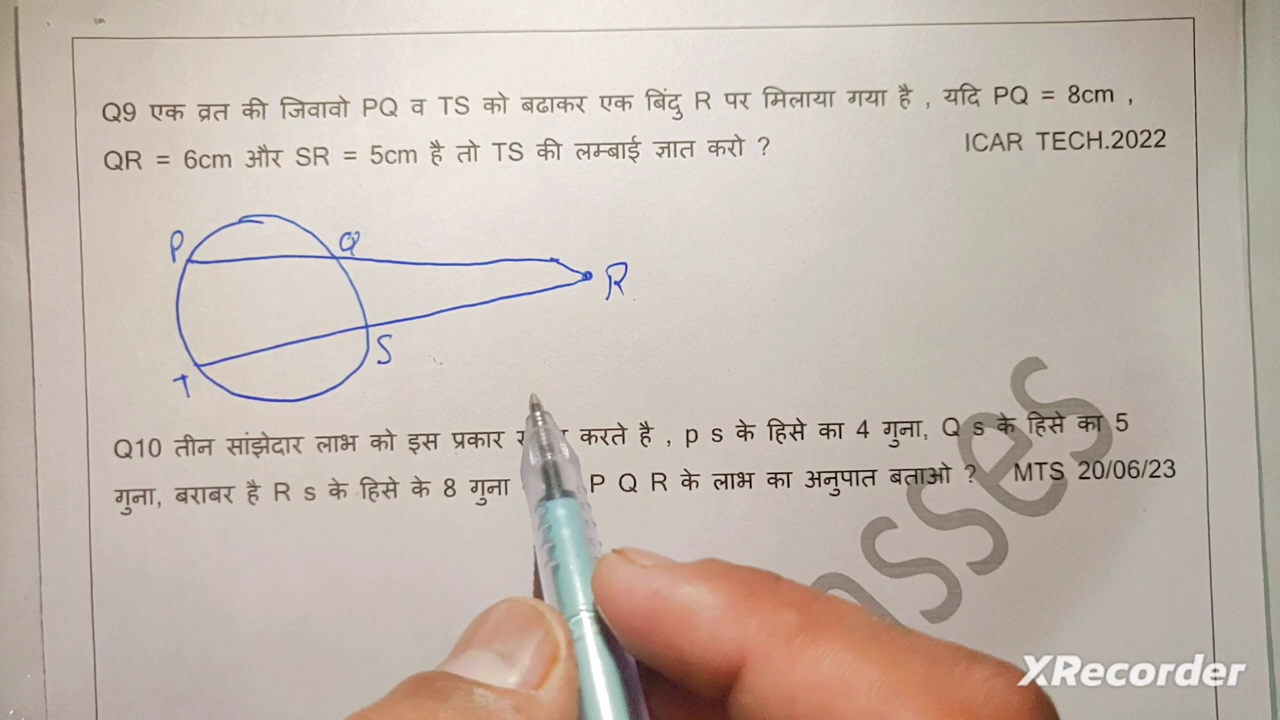 Q9 एक व्रत की जिवावो PQ व TS को बढाकर एक बिंदु R पर मिलाया गया है , यदि PQ = 8cm ,
QR = 6cm और SR = 5cm है तो TS की लम्बाई ज्ञात करो ? ICAR TECH.2022
P Q
R
T S
Q10 तीन सांझेदार लाभ को इस प्रकार करते है , p s के हिसे का 4 गुना, Q s के हिसे का 5
गुना, बराबर है R s के हिसे के 8 गुना P Q R के लाभ का अनुपात बताओ ? MTS 20/06/23
sses
XRecorder